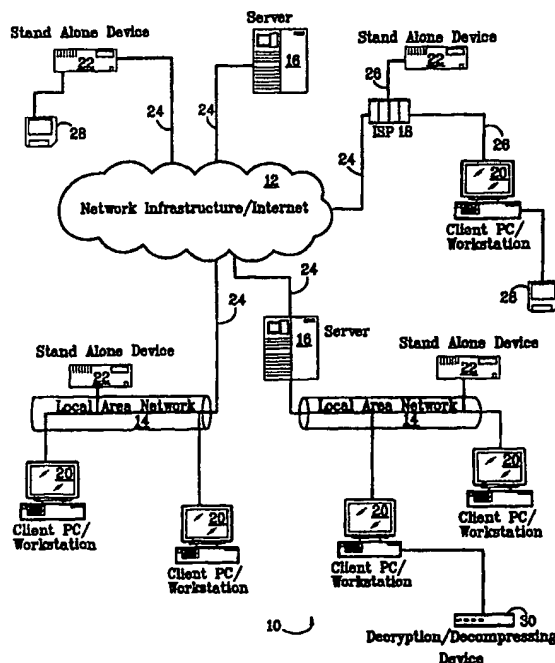 Stand Alone Device
22
28
24
Server
16
24
Stand Alone Device
22
26
ISP 18
26
24
20
Client PC/
Workstation
28
12
Network Infrastructure/Internet
24
24
Server
16
Stand Alone Device
22
Local Area Network
14
20
Client PC/
Workstation
20
Client PC/
Workstation
Stand Alone Device
22
Local Area Network
14
20
Client PC/
Workstation
20
Client PC/
Workstation
10
30
Decryption/Decompressing
Device